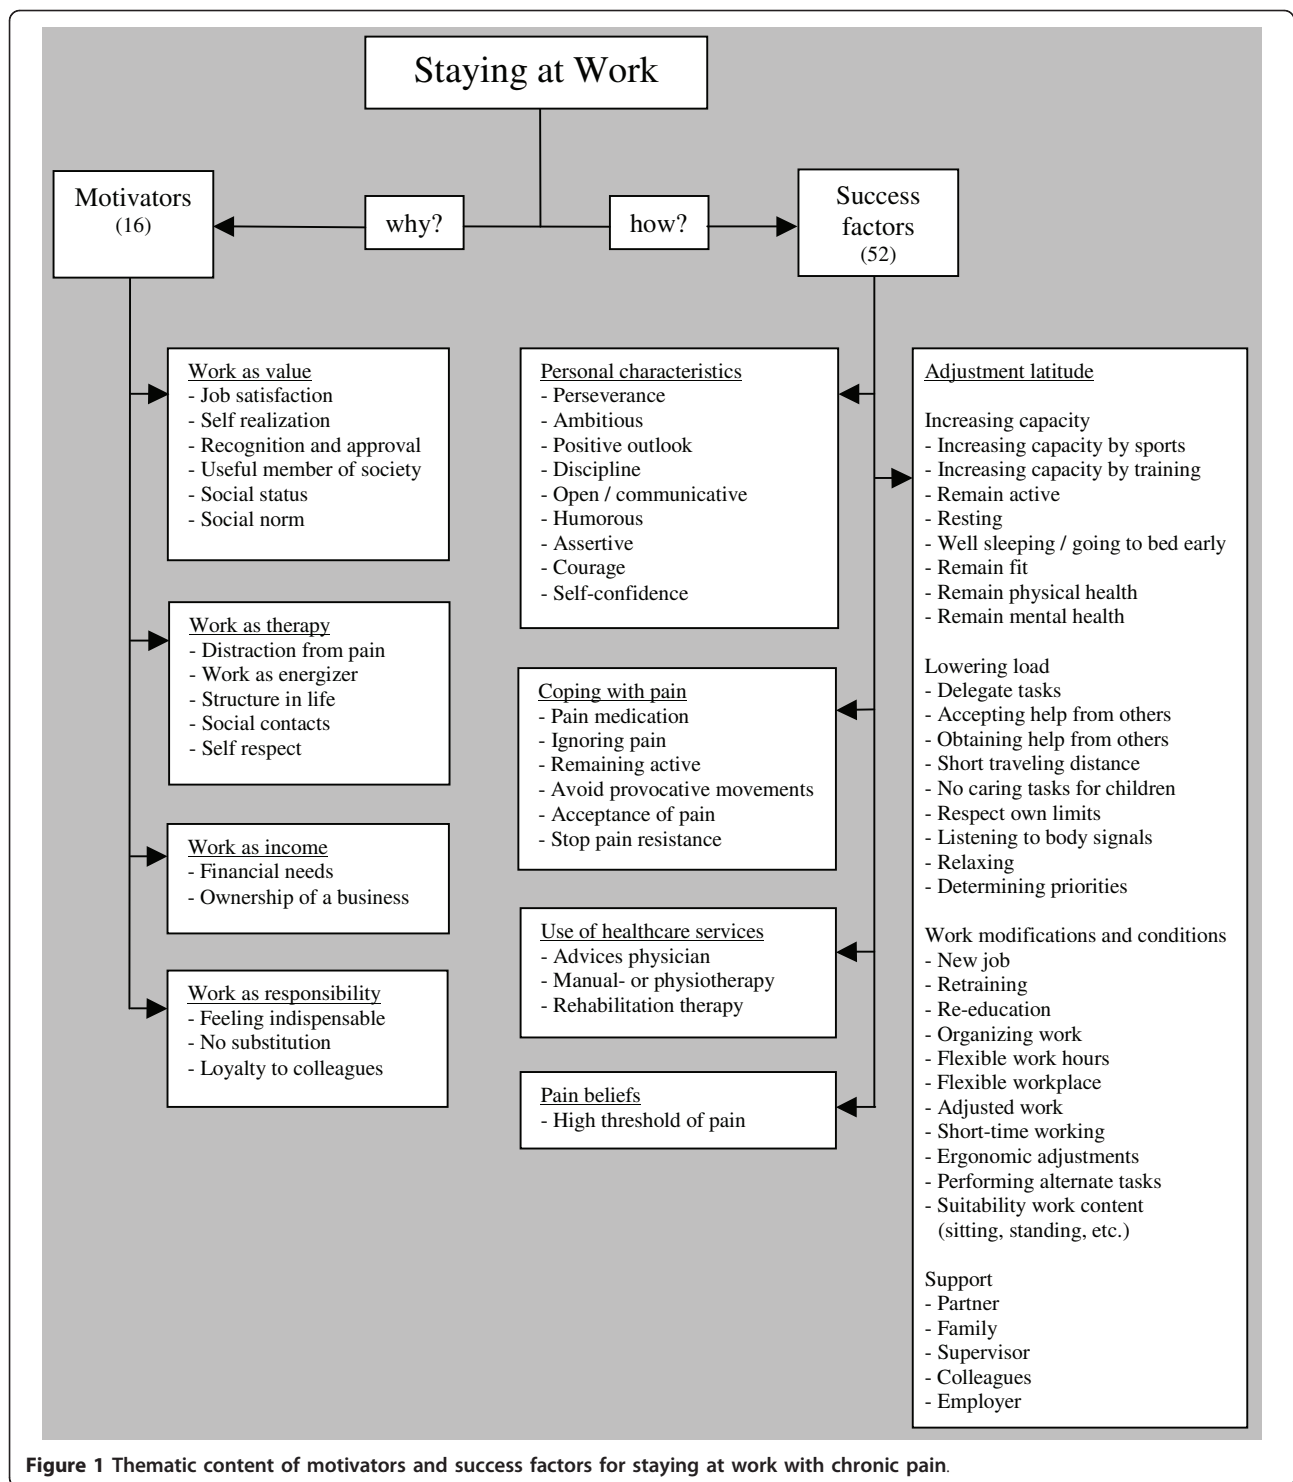 Staying at Work
Motivators
(16)
why?
how?
Success
factors
(52)
Work as value
- Job satisfaction
- Self realization
- Recognition and approval
- Useful member of society
- Social status
- Social norm
Work as therapy
- Distraction from pain
- Work as energizer
- Structure in life
- Social contacts
- Self respect
Work as income
- Financial needs
- Ownership of a business
Work as responsibility
- Feeling indispensable
- No substitution
- Loyalty to colleagues
Personal characteristics
- Perseverance
- Ambitious
- Positive outlook
- Discipline
- Open / communicative
- Humorous
- Assertive
- Courage
- Self-confidence
Coping with pain
- Pain medication
- Ignoring pain
- Remaining active
- Avoid provocative movements
- Acceptance of pain
- Stop pain resistance
Use of healthcare services
- Advices physician
- Manual- or physiotherapy
- Rehabilitation therapy
Pain beliefs
- High threshold of pain
Adjustment latitude
Increasing capacity
- Increasing capacity by sports
- Increasing capacity by training
- Remain active
- Resting
- Well sleeping / going to bed early
- Remain fit
- Remain physical health
- Remain mental health
Lowering load
- Delegate tasks
- Accepting help from others
- Obtaining help from others
- Short traveling distance
- No caring tasks for children
- Respect own limits
- Listening to body signals
- Relaxing
- Determining priorities
Work modifications and conditions
- New job
- Retraining
- Re-education
- Organizing work
- Flexible work hours
- Flexible workplace
- Adjusted work
- Short-time working
- Ergonomic adjustments
- Performing alternate tasks
- Suitability work content
(sitting, standing, etc.)
Support
- Partner
- Family
- Supervisor
- Colleagues
- Employer
Figure 1 Thematic content of motivators and success factors for staying at work with chronic pain.